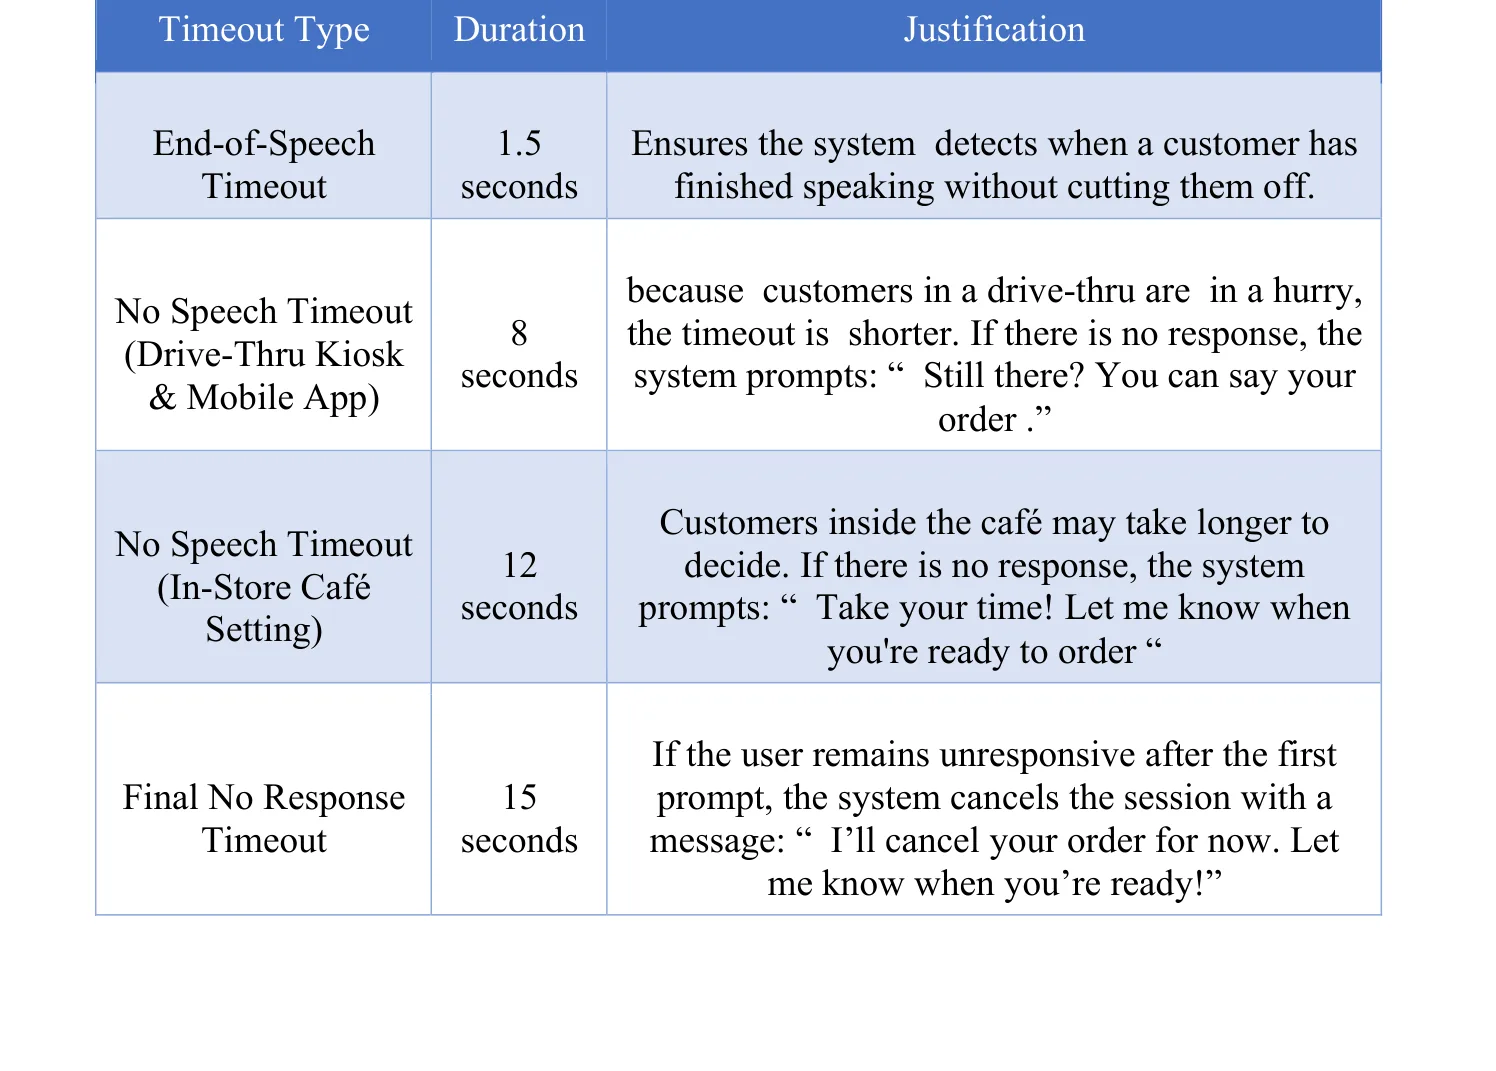 Timeout Type Duration Justification
End-of-Speech
Timeout
1.5
seconds
Ensures the system  detects when a customer has
finished speaking without cutting them off.
No Speech Timeout
(Drive-Thru Kiosk
& Mobile App)
8
seconds
because  customers in a drive-thru are  in a hurry,
the timeout is  shorter. If there is no response, the
system prompts: “  Still there? You can say your
order .”
No Speech Timeout
(In-Store Café
Setting)
12
seconds
Customers inside the café may take longer to
decide. If there is no response, the system
prompts: “  Take your time! Let me know when
you're ready to order “
Final No Response
Timeout
15
seconds
If the user remains unresponsive after the first
prompt, the system cancels the session with a
message: “  I’ll cancel your order for now. Let
me know when you’re ready!”